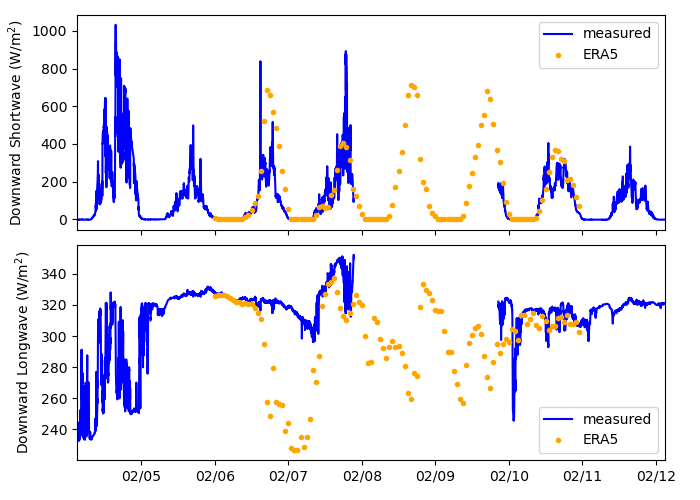 Downward Shortwave (W/m²)
1000
800
600
400
200
0
measured
ERA5
Downward Longwave (W/m²)
340
320
300
280
260
240
measured
ERA5
02/05 02/06 02/07 02/08 02/09 02/10 02/11 02/12